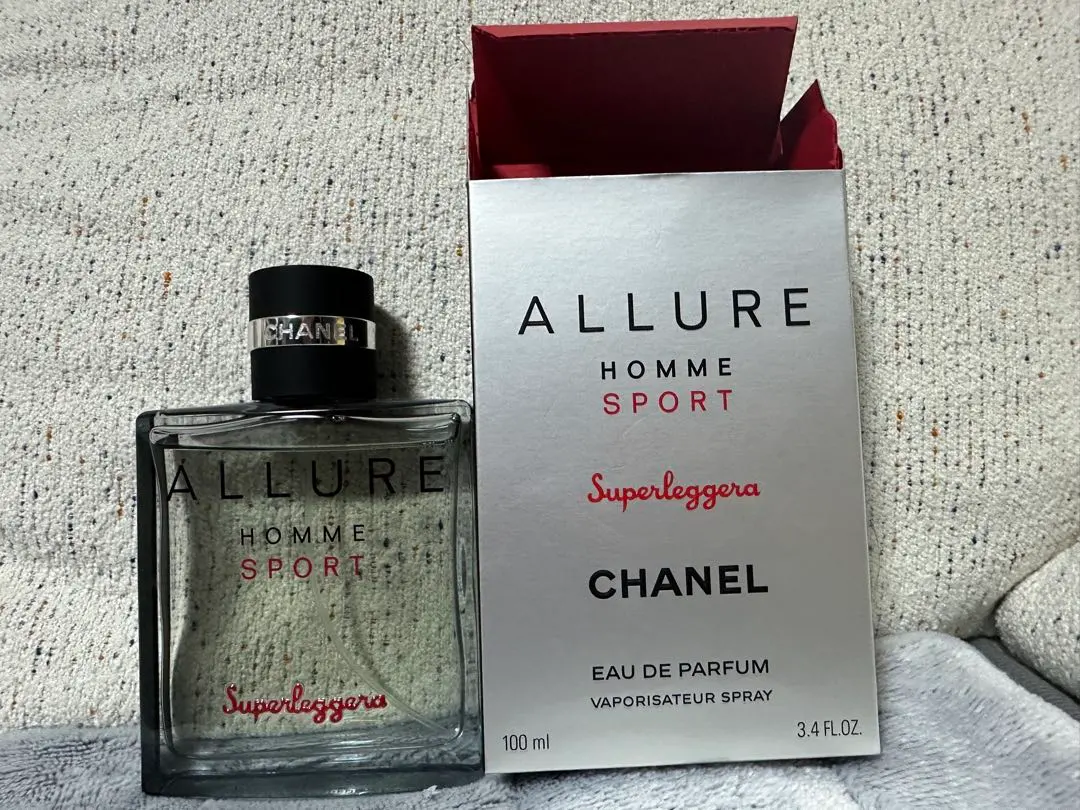 CHANEL
ALLURE
HOMME
SPORT
Superleggera
ALLURE
HOMME
SPORT
Superleggera
CHANEL
EAU DE PARFUM
VAPORISATEUR SPRAY
100 ml
3.4 FL.OZ.